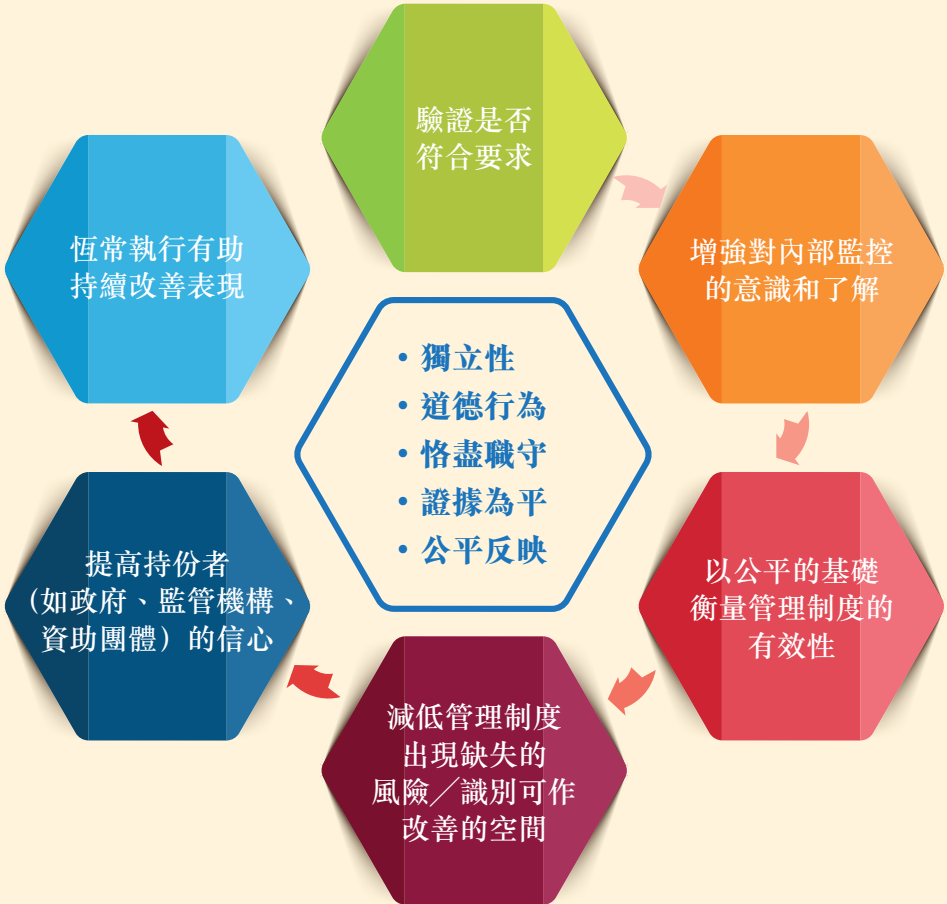 驗證是否
符合要求
增強對內部監控
的意識和了解
以公平的基礎
衡量管理制度的
有效性
減低管理制度
出現缺失的
風險／識別可作
改善的空間
提高持份者
（如政府、監管機構、
資助團體）的信心
恆常執行有助
持續改善表現
• 獨立性
• 道德行為
• 恪盡職守
• 證據為平
• 公平反映